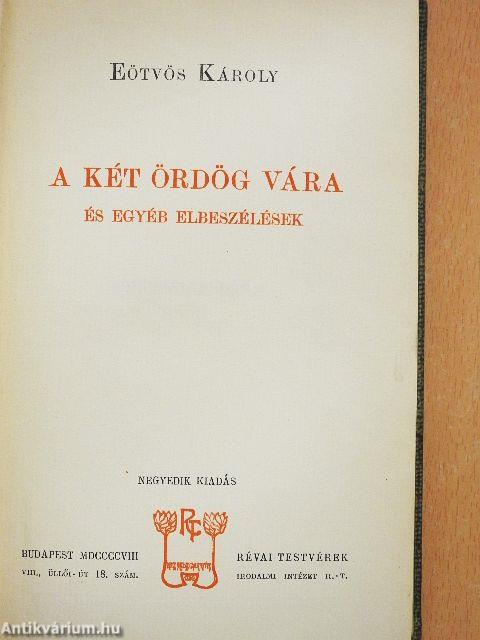 EÖTVÖS KÁROLY
A KÉT ÖRDÖG VÁRA
ÉS EGYÉB ELBESZÉLÉSEK
NEGYEDIK KIADÁS
BUDAPEST MDCCCCVIII
VIII., ÜLLŐI-ÚT 18. SZÁM.
RÉVAI TESTVÉREK
IRODALMI INTÉZET R.-T.
Antikvárium.hu